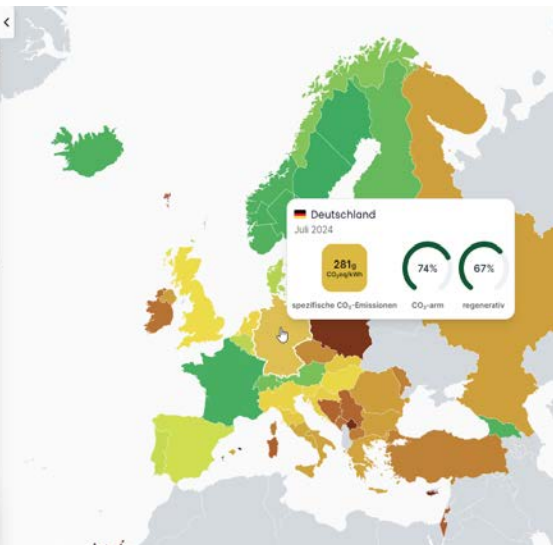 Deutschland
Juli 2024
281g
CO₂eq/kWh
74%
67%
spezifische CO₂-Emissionen
CO₂-arm
regenerativ